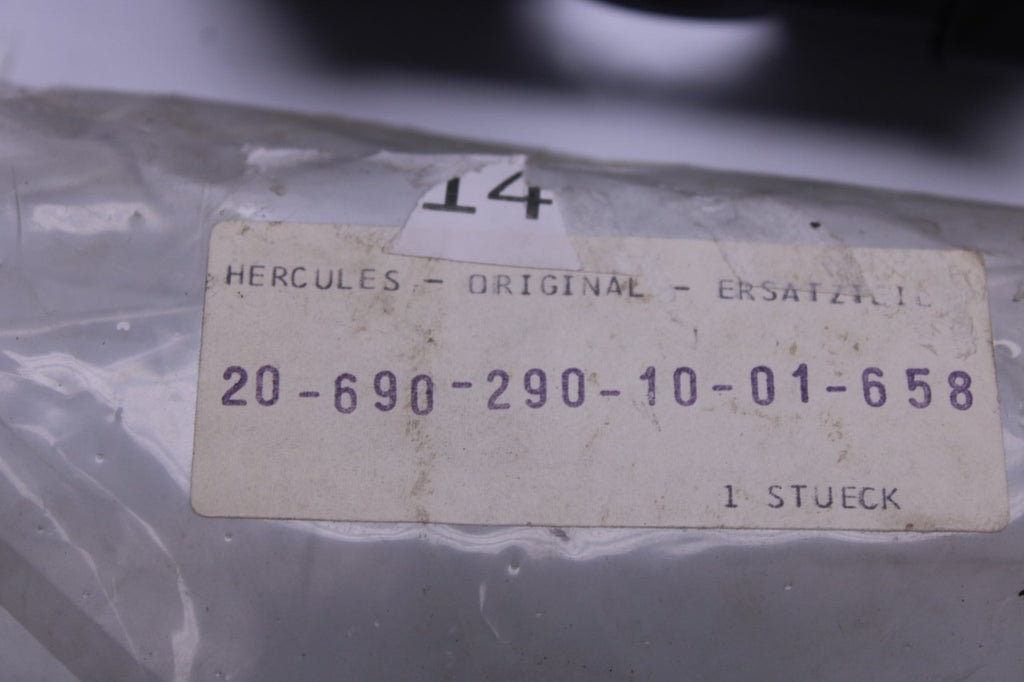 14
HERCULES - ORIGINAL - ERSATZTEIL
20-690-290-10-01-658
1 STUECK